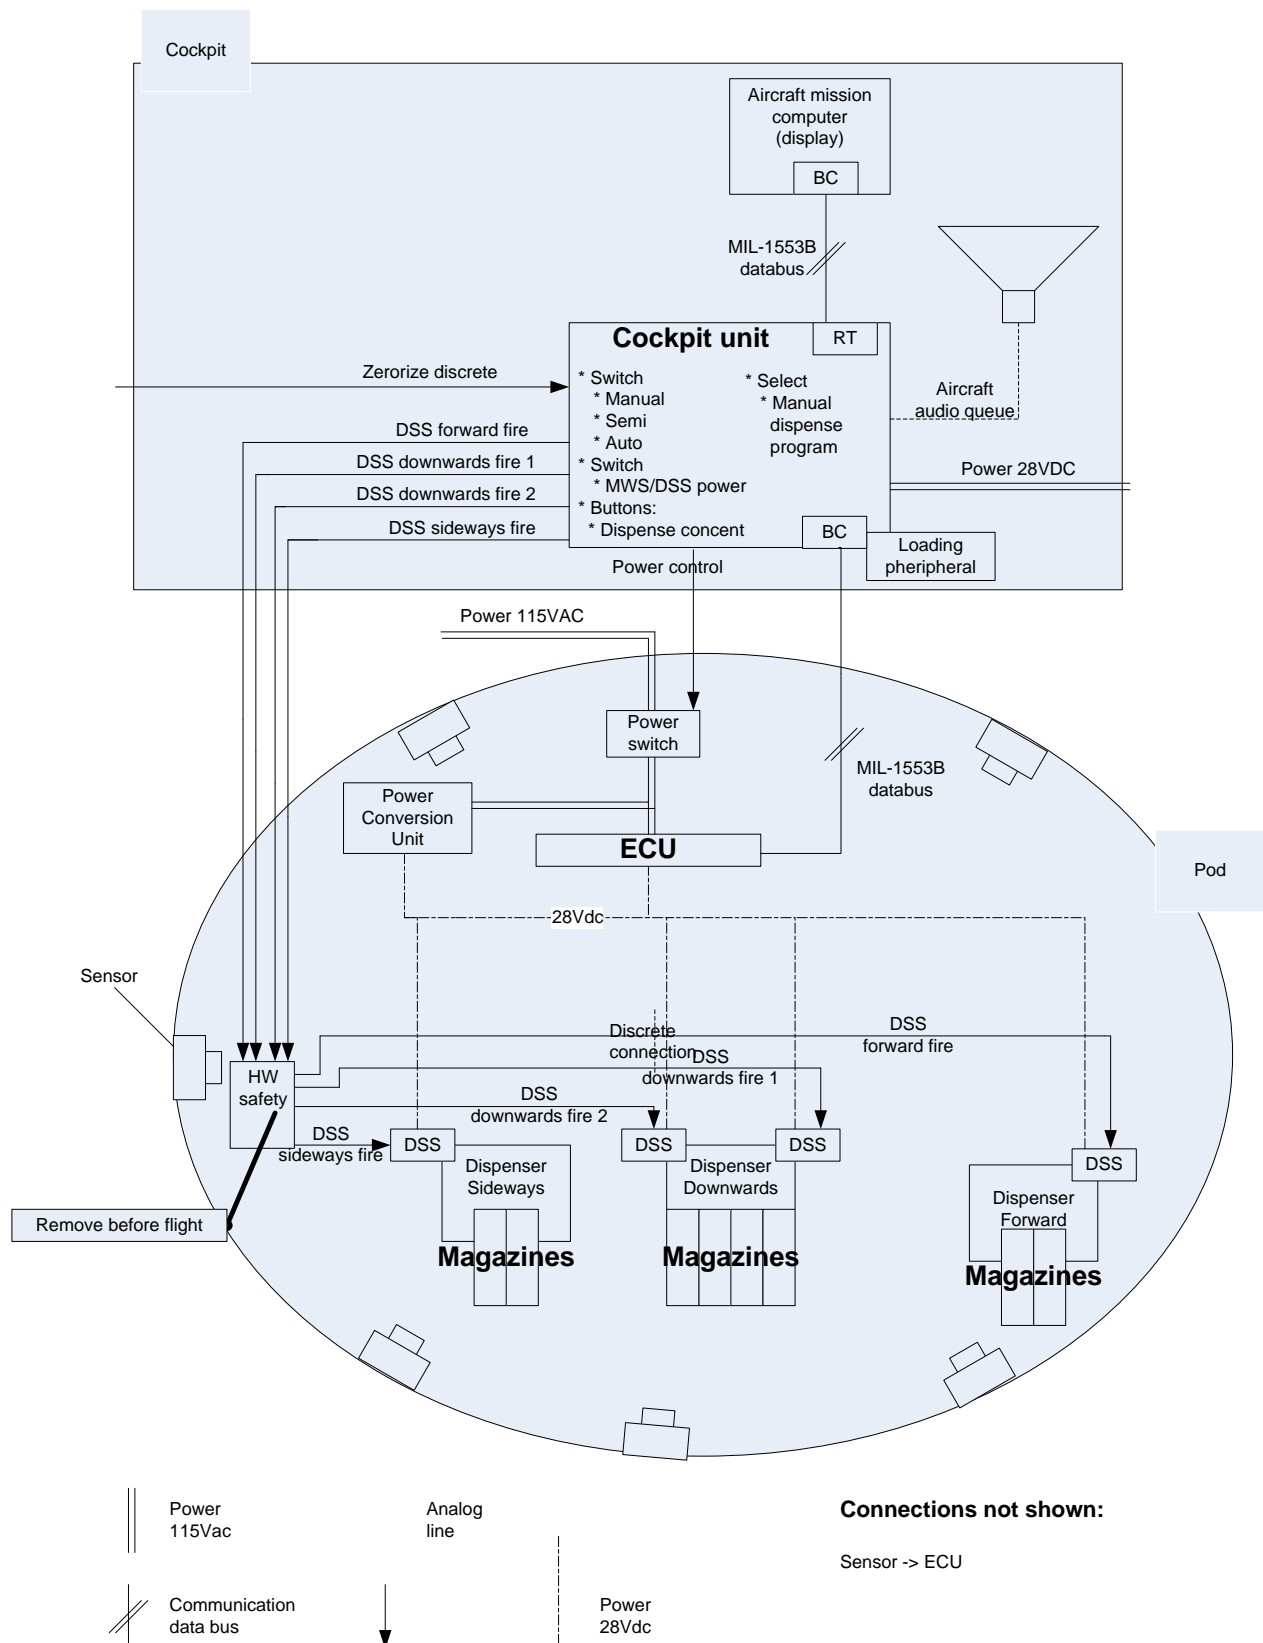 Cockpit
Aircraft mission
computer
(display)
BC
MIL-1553B
databus
Cockpit unit
RT
Zerorize discrete
* Switch
* Manual
* Semi
* Auto
* Switch
* MWS/DSS power
* Buttons:
* Dispense concent
* Select
* Manual
dispense
program
Aircraft
audio queue
DSS forward fire
DSS downwards fire 1
DSS downwards fire 2
DSS sideways fire
Power 28VDC
BC
Loading
pheripheral
Power control
Power 115VAC
Power
switch
MIL-1553B
databus
Power
Conversion
Unit
ECU
Pod
28Vdc
Sensor
Discrete
connection
DSS
forward fire
DSS
downwards fire 1
HW
safety
DSS
downwards fire 2
DSS
sideways fire
DSS
DSS
DSS
DSS
Dispenser
Sideways
Dispenser
Downwards
Dispenser
Forward
Remove before flight
Magazines
Magazines
Magazines
Power
115Vac
Analog
line
Connections not shown:
Sensor -> ECU
Communication
data bus
Power
28Vdc